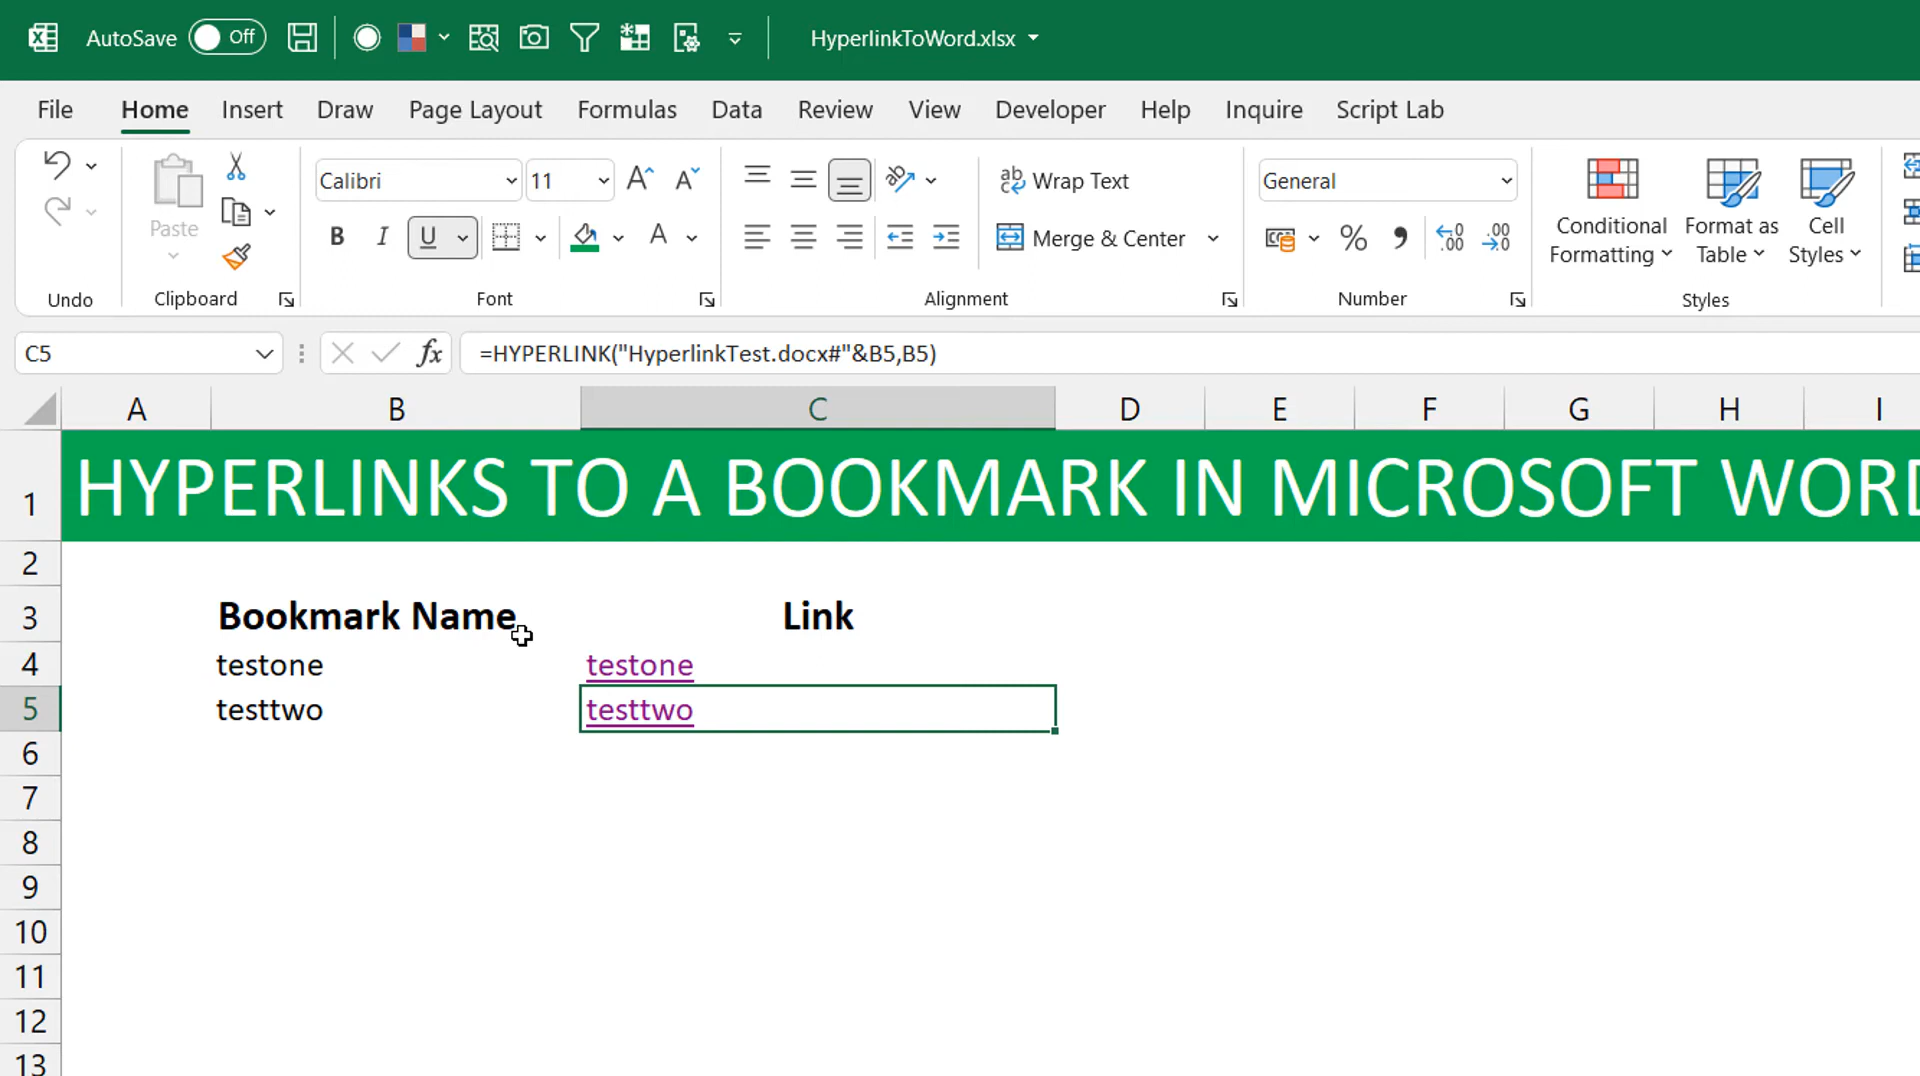 AutoSave Off HyperlinkToWord.xlsx
File Home Insert Draw Page Layout Formulas Data Review View Developer Help Inquire Script Lab
Calibri 11 Wrap Text General
Paste B I U A Merge & Center % Conditional Formatting Format as Table Cell Styles
Undo Clipboard Font Alignment Number Styles
C5 fx =HYPERLINK("HyperlinkTest.docx#"&B5,B5)
A B C D E F G H I
1 HYPERLINKS TO A BOOKMARK IN MICROSOFT WORD
2
3 Bookmark Name Link
4 testone testone
5 testtwo testtwo
6
7
8
9
10
11
12
13